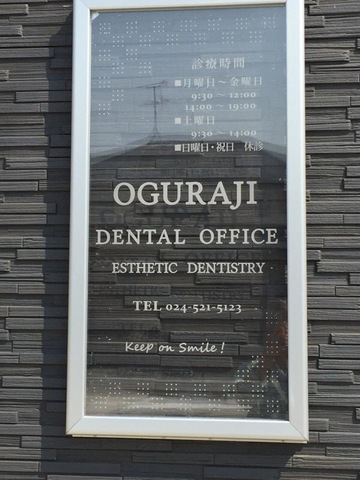 診療時間
■月曜日～金曜日
9:30 ～ 12:00
14:00 ～ 19:00
■土曜日
9:30 ～ 14:00
■日曜日・祝日 休診
OGURAJI
DENTAL OFFICE
ESTHETIC DENTISTRY
TEL 024-521-5123
Keep on Smile!